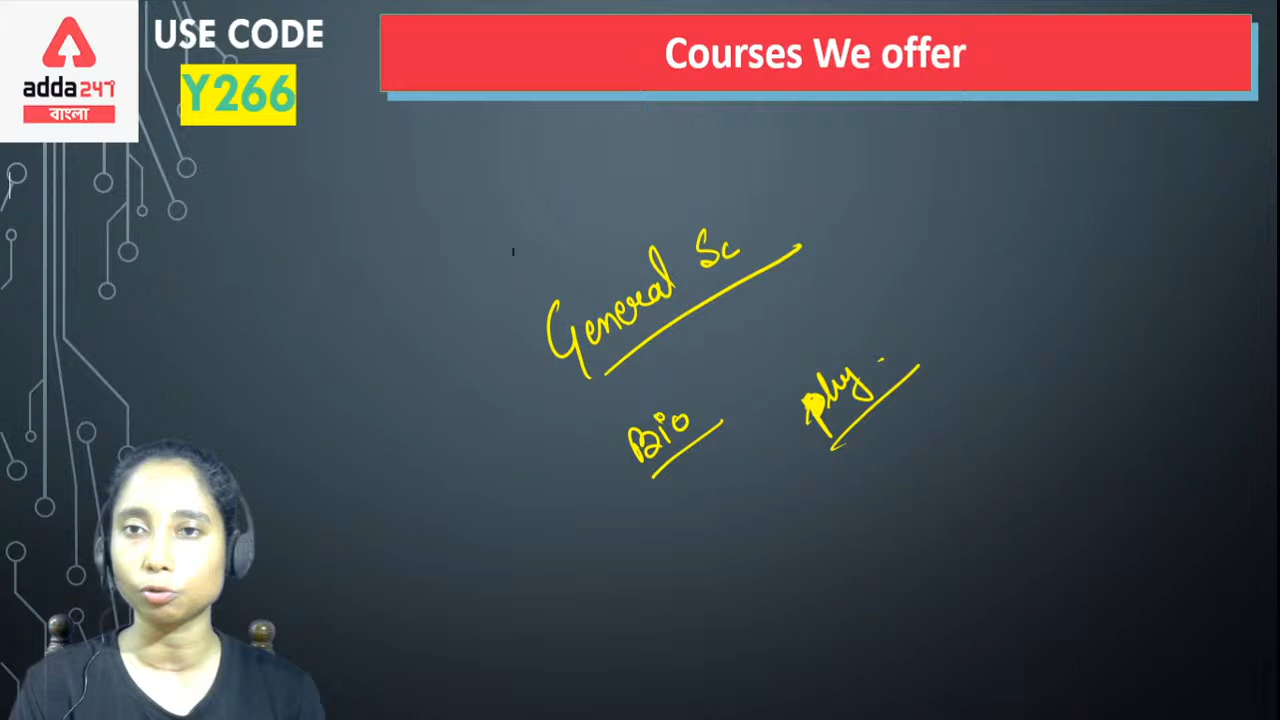 USE CODE
Y266
adda247
বাংলা
Courses We offer
General Sc
Bio
phy.